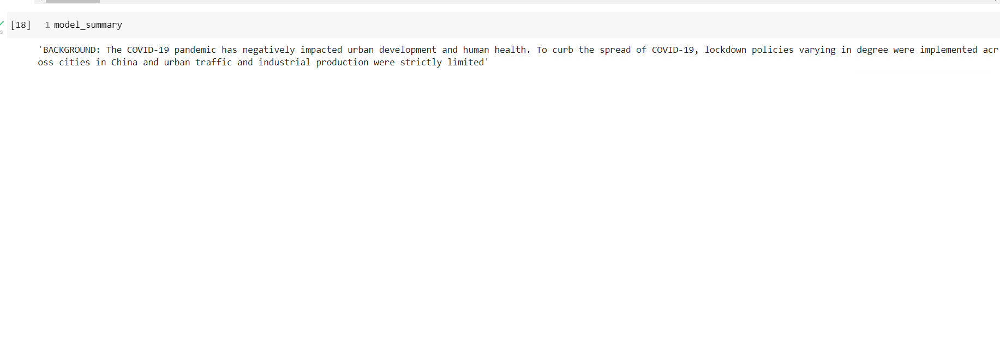 [18] 1 model_summary
'BACKGROUND: The COVID-19 pandemic has negatively impacted urban development and human health. To curb the spread of COVID-19, lockdown policies varying in degree were implemented acr
oss cities in China and urban traffic and industrial production were strictly limited'